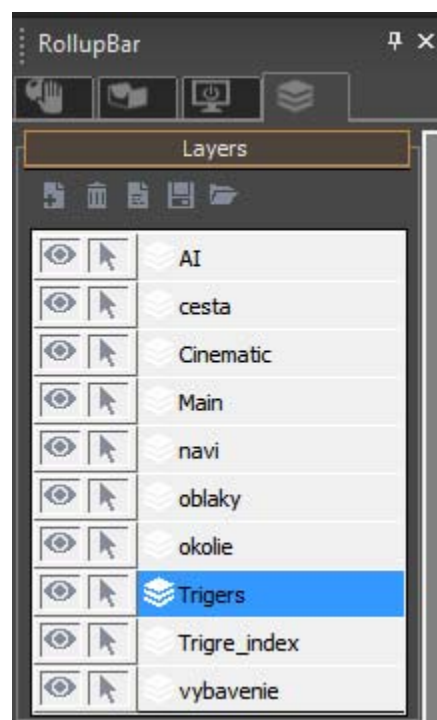 RollupBar
Layers
AI
cesta
Cinematic
Main
navi
oblaky
okolie
Trigers
Trigre_index
vybavenie